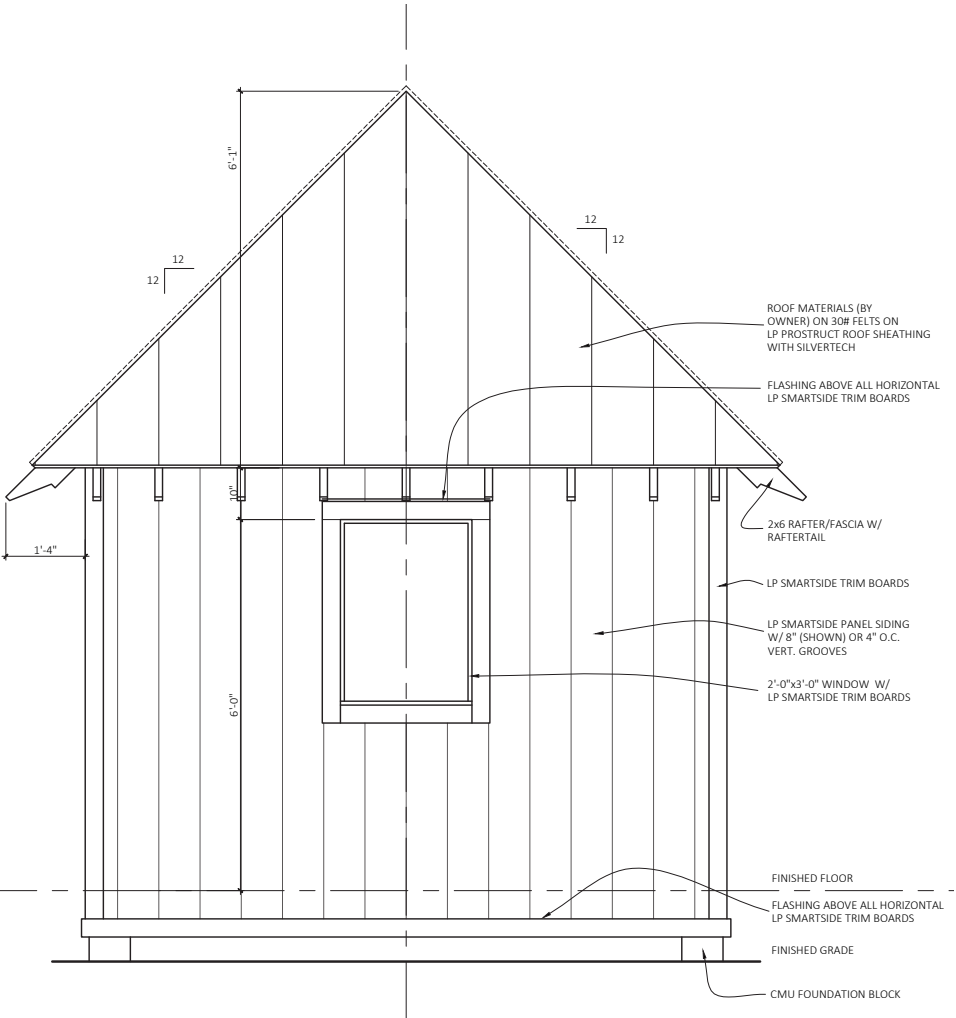 6'-1"
12
12
12
12
ROOF MATERIALS (BY
OWNER) ON 30# FELTS ON
LP PROSTRUCT ROOF SHEATHING
WITH SILVERTECH
FLASHING ABOVE ALL HORIZONTAL
LP SMARTSIDE TRIM BOARDS
10"
2x6 RAFTER/FASCIA W/
RAFTERTAIL
1'-4"
LP SMARTSIDE TRIM BOARDS
LP SMARTSIDE PANEL SIDING
W/ 8" (SHOWN) OR 4" O.C.
VERT. GROOVES
2'-0"x3'-0" WINDOW W/
LP SMARTSIDE TRIM BOARDS
6'-0"
FINISHED FLOOR
FLASHING ABOVE ALL HORIZONTAL
LP SMARTSIDE TRIM BOARDS
FINISHED GRADE
CMU FOUNDATION BLOCK